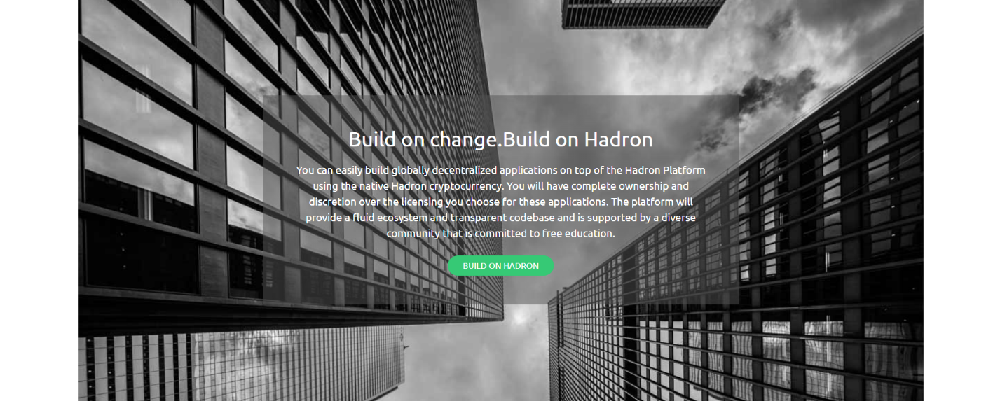 Build on change.Build on Hadron
You can easily build globally decentralized applications on top of the Hadron Platform
using the native Hadron cryptocurrency. You will have complete ownership and
discretion over the licensing you choose for these applications. The platform will
provide a fluid ecosystem and transparent codebase and is supported by a diverse
community that is committed to free education.
BUILD ON HADRON